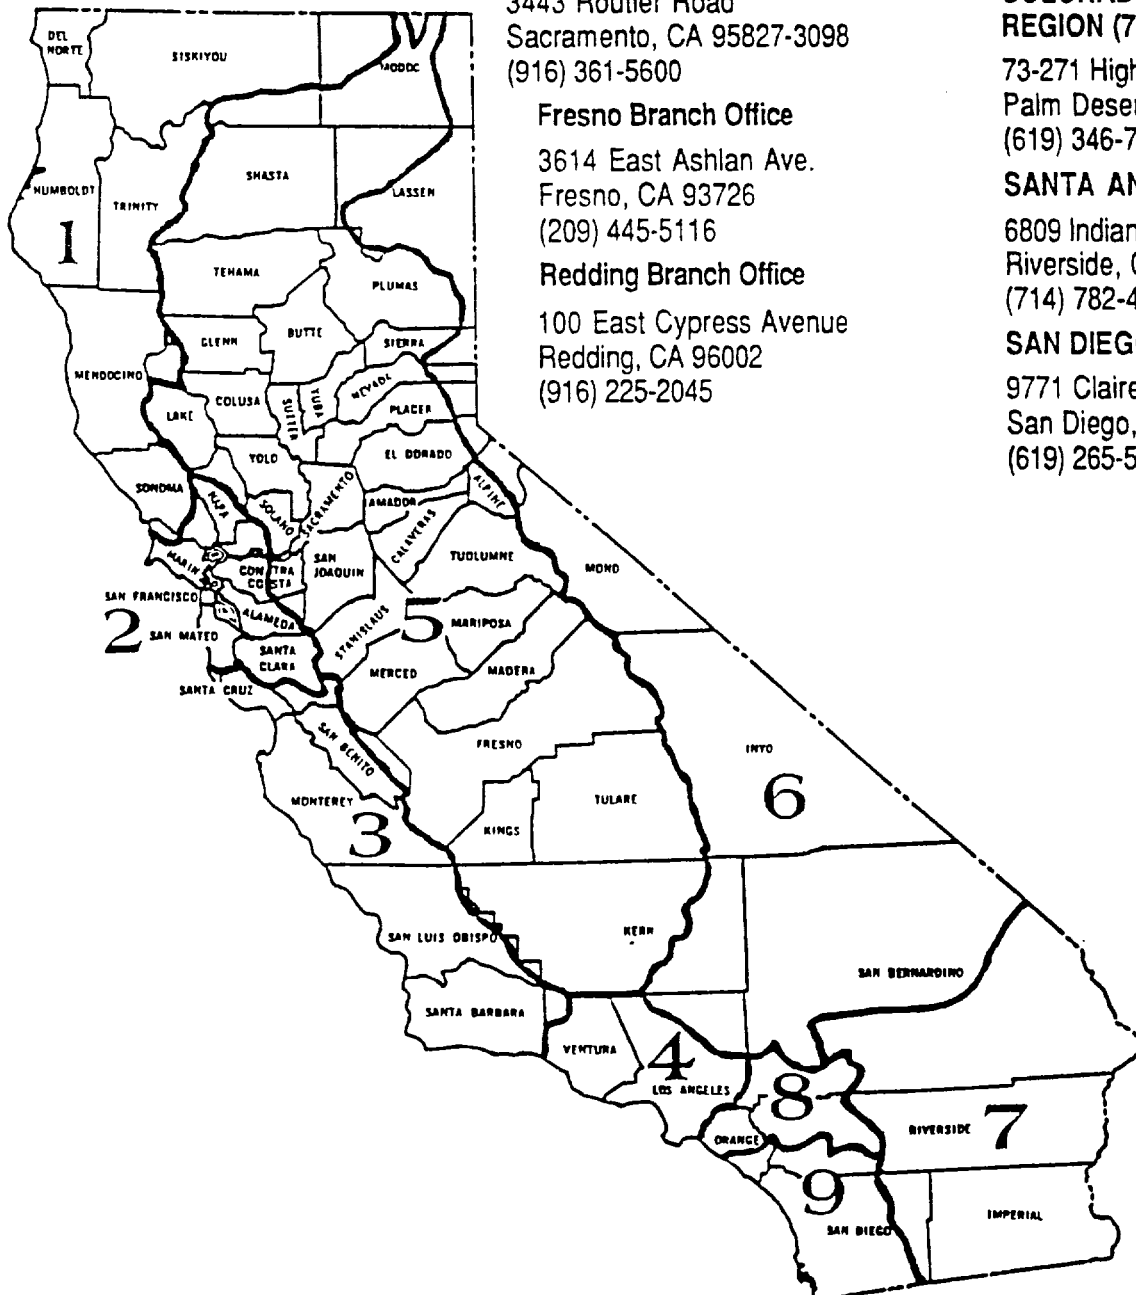 3443 Routier Road
Sacramento, CA 95827-3098
(916) 361-5600
Fresno Branch Office
3614 East Ashlan Ave.
Fresno, CA 93726
(209) 445-5116
Redding Branch Office
100 East Cypress Avenue
Redding, CA 96002
(916) 225-2045
REGION (7
73-271 High
Palm Deser
(619) 346-7
SANTA AN
6809 Indian
Riverside, C
(714) 782-4
SAN DIEGO
9771 Claire
San Diego,
(619) 265-5
DEL
NORTE
SISKIYOU
MODOC
HUMBOLDT
1
TRINITY
SHASTA
LASSEN
TEHAMA
PLUMAS
MENDOCINO
GLENN
BUTTE
SIERRA
LAKE
COLUSA
SUTTER
YUBA
NEVADA
PLACER
SONOMA
NAPA
YOLO
SOLANO
SACRAMENTO
EL DORADO
AMADOR
ALPINE
CALAVERAS
MARIN
CONTRA
COSTA
SAN
JOAQUIN
TUOLUMNE
MONO
SAN FRANCISCO
2
SAN MATEO
ALAMEDA
STANISLAUS
5
MARIPOSA
SANTA
CLARA
MERCED
MADERA
SANTA CRUZ
SAN BENITO
FRESNO
INYO
6
MONTEREY
3
KINGS
TULARE
SAN LUIS OBISPO
KERN
SAN BERNARDINO
SANTA BARBARA
VENTURA
4
LOS ANGELES
8
ORANGE
RIVERSIDE
7
9
SAN DIEGO
IMPERIAL